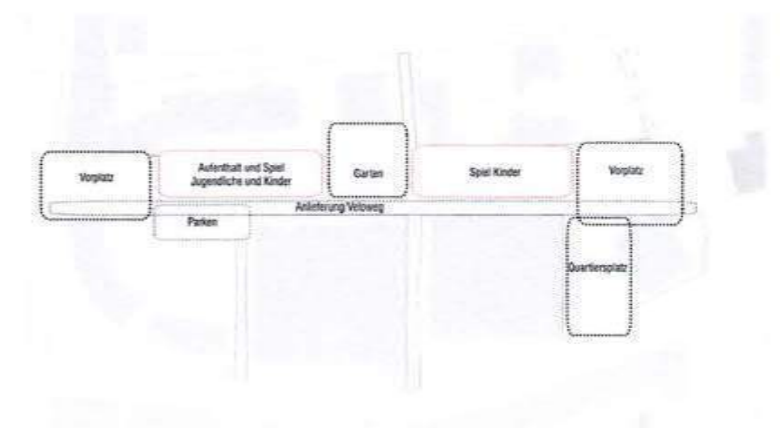 Vorplatz
Aufenthalt und Spiel
Jugendliche und Kinder
Garten
Spiel Kinder
Vorplatz
Anlieferung Veloweg
Parken
Quartiersplatz